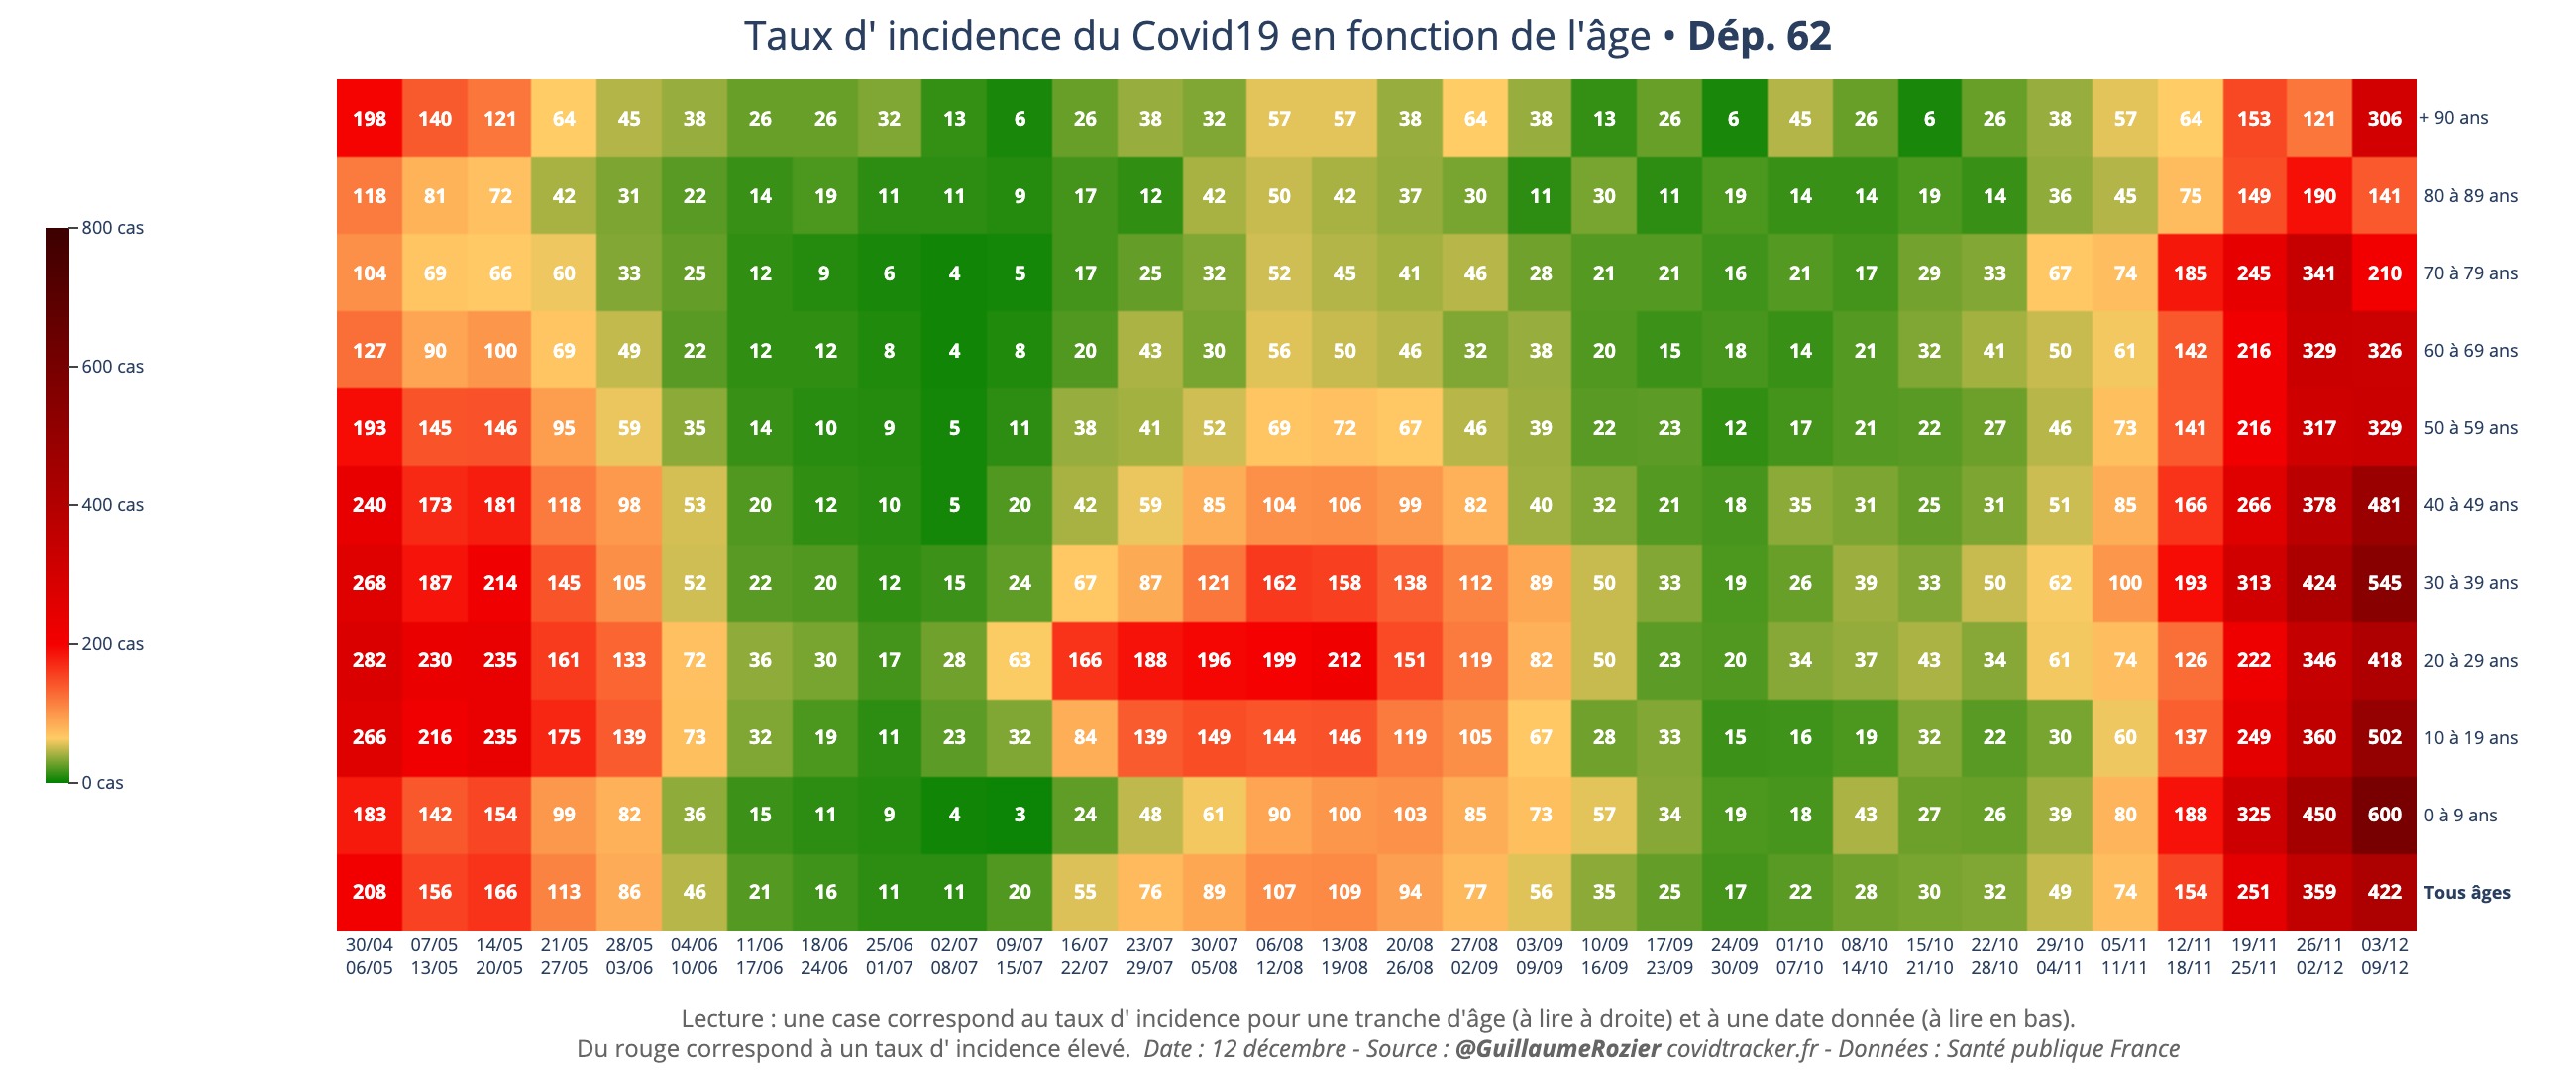 Taux d' incidence du Covid19 en fonction de l'âge • Dép. 62
800 cas
600 cas
400 cas
200 cas
0 cas
198 140 121 64 45 38 26 26 32 13 6 26 38 32 57 57 38 64 38 13 26 6 45 26 6 26 38 57 64 153 121 306 + 90 ans
118 81 72 42 31 22 14 19 11 11 9 17 12 42 50 42 37 30 11 30 11 19 14 14 19 14 36 45 75 149 190 141 80 à 89 ans
104 69 66 60 33 25 12 9 6 4 5 17 25 32 52 45 41 46 28 21 21 16 21 17 29 33 67 74 185 245 341 210 70 à 79 ans
127 90 100 69 49 22 12 12 8 4 8 20 43 30 56 50 46 32 38 20 15 18 14 21 32 41 50 61 142 216 329 326 60 à 69 ans
193 145 146 95 59 35 14 10 9 5 11 38 41 52 69 72 67 46 39 22 23 12 17 21 22 27 46 73 141 216 317 329 50 à 59 ans
240 173 181 118 98 53 20 12 10 5 20 42 59 85 104 106 99 82 40 32 21 18 35 31 25 31 51 85 166 266 378 481 40 à 49 ans
268 187 214 145 105 52 22 20 12 15 24 67 87 121 162 158 138 112 89 50 33 19 26 39 33 50 62 100 193 313 424 545 30 à 39 ans
282 230 235 161 133 72 36 30 17 28 63 166 188 196 199 212 151 119 82 50 23 20 34 37 43 34 61 74 126 222 346 418 20 à 29 ans
266 216 235 175 139 73 32 19 11 23 32 84 139 149 144 146 119 105 67 28 33 15 16 19 32 22 30 60 137 249 360 502 10 à 19 ans
183 142 154 99 82 36 15 11 9 4 3 24 48 61 90 100 103 85 73 57 34 19 18 43 27 26 39 80 188 325 450 600 0 à 9 ans
208 156 166 113 86 46 21 16 11 11 20 55 76 89 107 109 94 77 56 35 25 17 22 28 30 32 49 74 154 251 359 422 Tous âges
30/04 07/05 14/05 21/05 28/05 04/06 11/06 18/06 25/06 02/07 09/07 16/07 23/07 30/07 06/08 13/08 20/08 27/08 03/09 10/09 17/09 24/09 01/10 08/10 15/10 22/10 29/10 05/11 12/11 19/11 26/11 03/12
06/05 13/05 20/05 27/05 03/06 10/06 17/06 24/06 01/07 08/07 15/07 22/07 29/07 05/08 12/08 19/08 26/08 02/09 09/09 16/09 23/09 30/09 07/10 14/10 21/10 28/10 04/11 11/11 18/11 25/11 02/12 09/12
Lecture : une case correspond au taux d' incidence pour une tranche d'âge (à lire à droite) et à une date donnée (à lire en bas).
Du rouge correspond à un taux d' incidence élevé. Date : 12 décembre - Source : @GuillaumeRozier covidtracker.fr - Données : Santé publique France